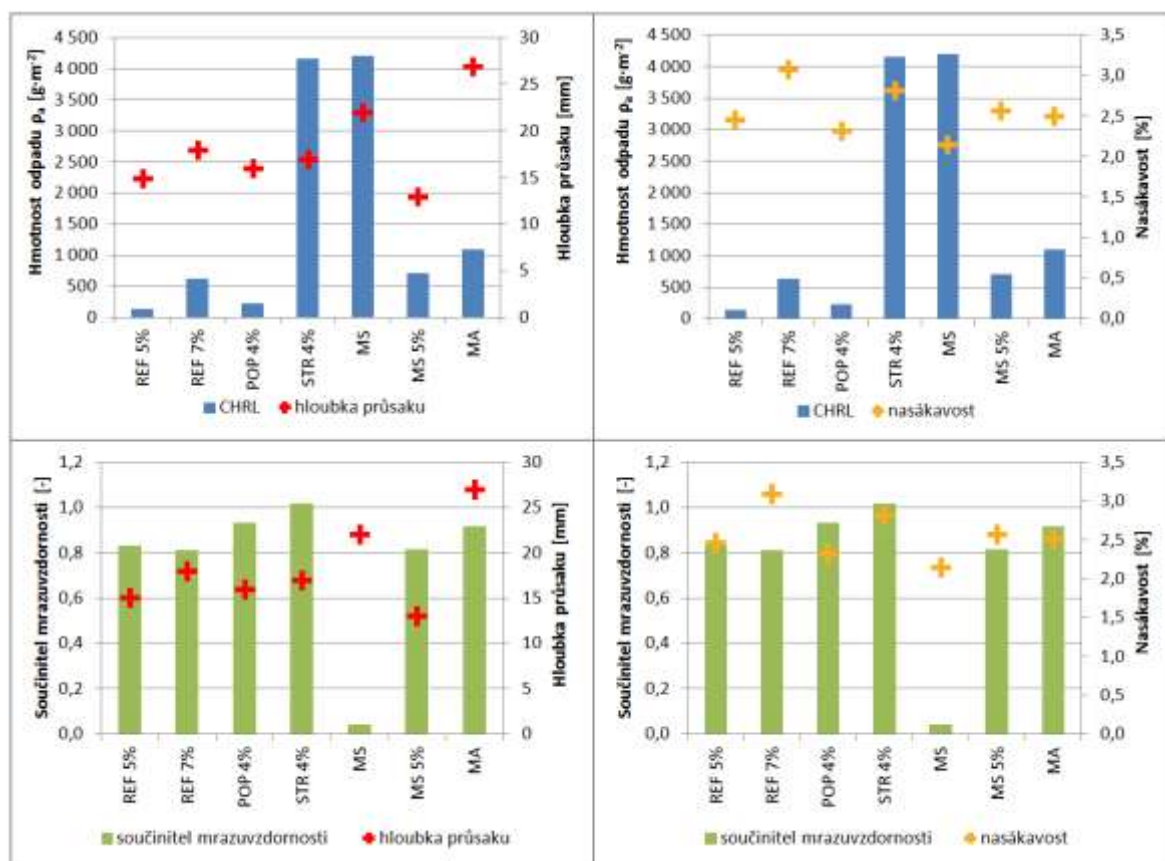 Hmotnost odpadu ρₐ [g·m⁻²]
4 500
4 000
3 500
3 000
2 500
2 000
1 500
1 000
500
0
30
25
20
15
10
5
0
Hloubka průsaku [mm]
REF 5%
REF 7%
POP 4%
STR 4%
MS
MS 5%
MA
CHRL
hloubka průsaku
Hmotnost odpadu ρₐ [g·m⁻²]
4 500
4 000
3 500
3 000
2 500
2 000
1 500
1 000
500
0
3,5
3,0
2,5
2,0
1,5
1,0
0,5
0,0
Nasákavost [%]
REF 5%
REF 7%
POP 4%
STR 4%
MS
MS 5%
MA
CHRL
nasákavost
Součinitel mrazuvzdornosti [-]
1,2
1,0
0,8
0,6
0,4
0,2
0,0
30
25
20
15
10
5
0
Hloubka průsaku [mm]
REF 5%
REF 7%
POP 4%
STR 4%
MS
MS 5%
MA
součinitel mrazuvzdornosti
hloubka průsaku
Součinitel mrazuvzdornosti [-]
1,2
1,0
0,8
0,6
0,4
0,2
0,0
3,5
3,0
2,5
2,0
1,5
1,0
0,5
0,0
Nasákavost [%]
REF 5%
REF 7%
POP 4%
STR 4%
MS
MS 5%
MA
součinitel mrazuvzdornosti
nasákavost